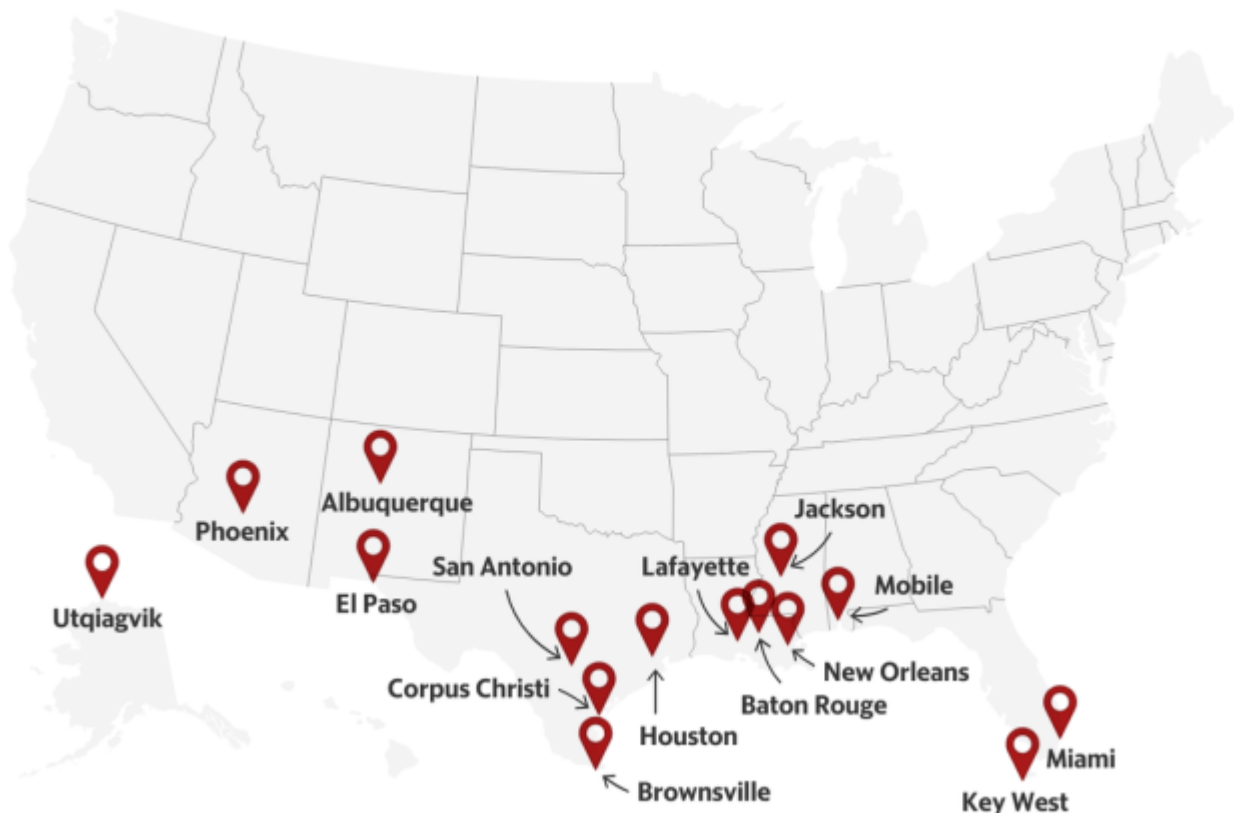 Jackson
Albuquerque
Phoenix
San Antonio
Lafayette
Mobile
El Paso
Utqiagvik
New Orleans
Corpus Christi
Baton Rouge
Houston
Miami
Brownsville
Key West